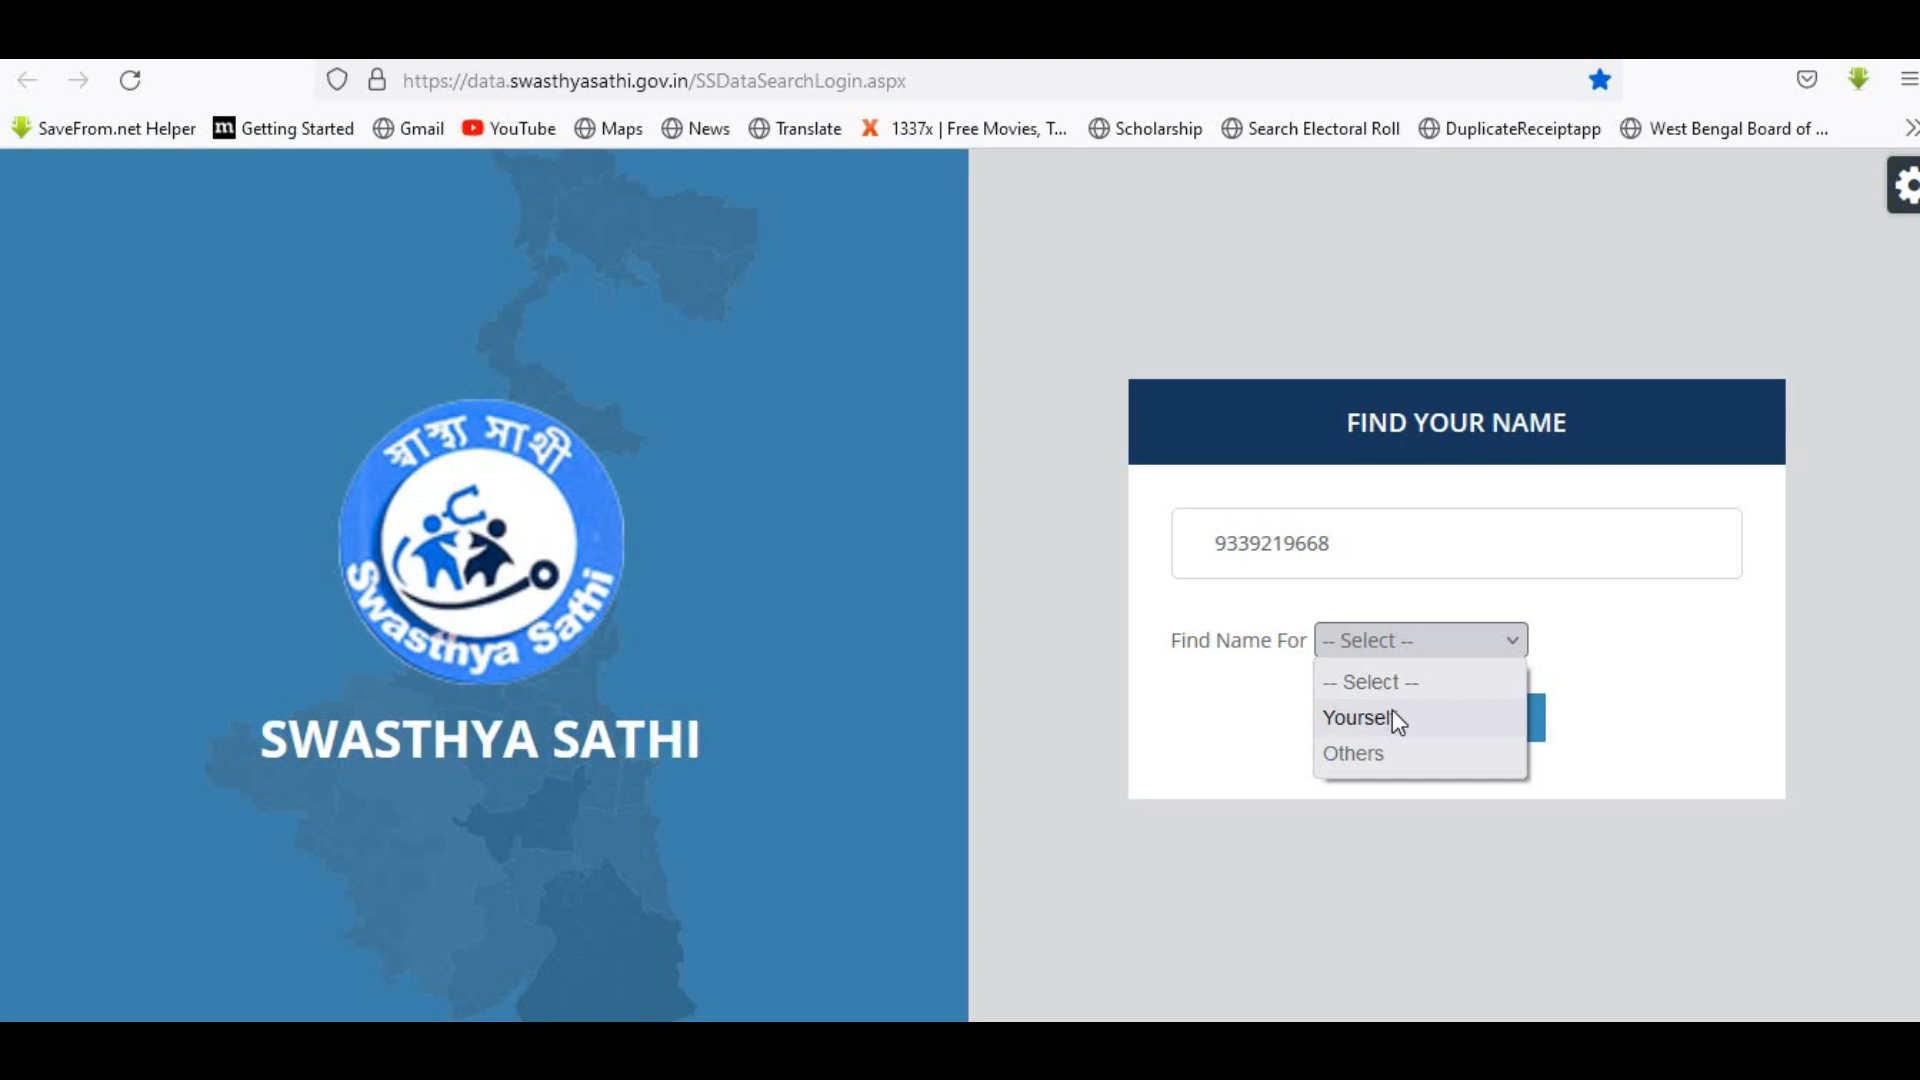 https://data.swasthyasathi.gov.in/SSDataSearchLogin.aspx
SaveFrom.net Helper
m Getting Started
Gmail
YouTube
Maps
News
Translate
X 1337x | Free Movies, T...
Scholarship
Search Electoral Roll
DuplicateReceiptapp
West Bengal Board of ...
স্বাস্থ্য সাথী
Swasthya Sathi
SWASTHYA SATHI
FIND YOUR NAME
9339219668
Find Name For -- Select --
-- Select --
Yourself
Others